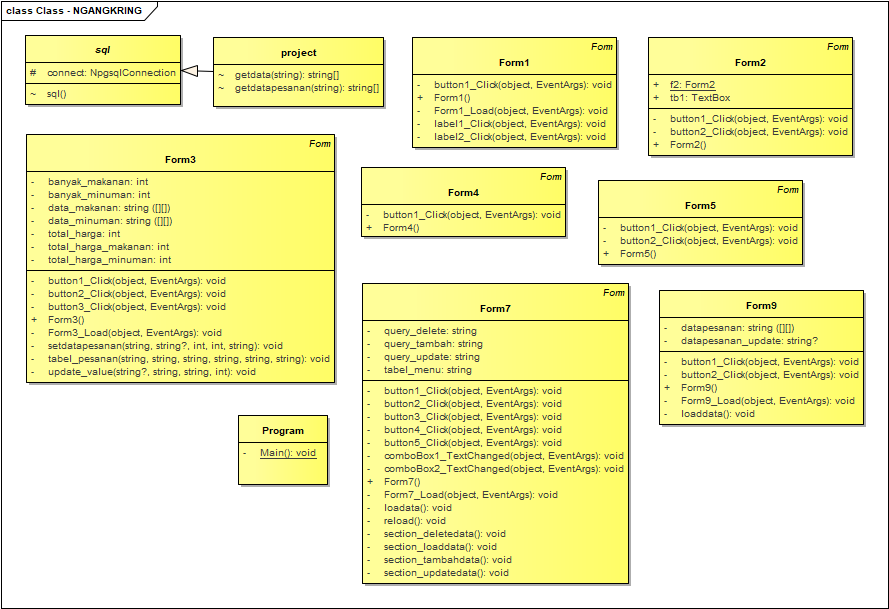 class Class - NGANGKRING
sql
# connect: NpgsqlConnection
~ sql()
project
~ getdata(string): string[]
~ getdatapesanan(string): string[]
Form
Form1
- button1_Click(object, EventArgs): void
+ Form1()
- Form1_Load(object, EventArgs): void
- label1_Click(object, EventArgs): void
- label2_Click(object, EventArgs): void
Form
Form2
+ f2: Form2
+ tb1: TextBox
- button1_Click(object, EventArgs): void
- button2_Click(object, EventArgs): void
+ Form2()
Form
Form3
- banyak_makanan: int
- banyak_minuman: int
- data_makanan: string ([][])
- data_minuman: string ([][])
- total_harga: int
- total_harga_makanan: int
- total_harga_minuman: int
- button1_Click(object, EventArgs): void
- button2_Click(object, EventArgs): void
- button3_Click(object, EventArgs): void
+ Form3()
- Form3_Load(object, EventArgs): void
- setdatapesanan(string, string?, int, int, string): void
- tabel_pesanan(string, string, string, string, string, string): void
- update_value(string?, string, string, int): void
Form
Form4
- button1_Click(object, EventArgs): void
+ Form4()
Form
Form5
- button1_Click(object, EventArgs): void
- button2_Click(object, EventArgs): void
+ Form5()
Form
Form7
- query_delete: string
- query_tambah: string
- query_update: string
- tabel_menu: string
- button1_Click(object, EventArgs): void
- button2_Click(object, EventArgs): void
- button3_Click(object, EventArgs): void
- button4_Click(object, EventArgs): void
- button5_Click(object, EventArgs): void
- comboBox1_TextChanged(object, EventArgs): void
- comboBox2_TextChanged(object, EventArgs): void
+ Form7()
- Form7_Load(object, EventArgs): void
- loadata(): void
- reload(): void
- section_deletedata(): void
- section_loaddata(): void
- section_tambahdata(): void
- section_updatedata(): void
Form9
- datapesanan: string ([][])
- datapesanan_update: string?
- button1_Click(object, EventArgs): void
- button2_Click(object, EventArgs): void
+ Form9()
- Form9_Load(object, EventArgs): void
- loaddata(): void
Program
- Main(): void